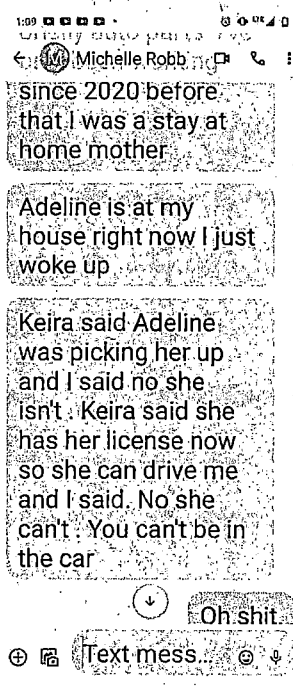 1:09
Michelle Robb
since 2020 before
that I was a stay at
home mother
Adeline is at my
house right now I just
woke up
Keira said Adeline
was picking her up
and I said no she
isn't . Keira said she
has her license now
so she can drive me
and I said. No she
can't . You can't be in
the car
Oh shit.
Text mess...